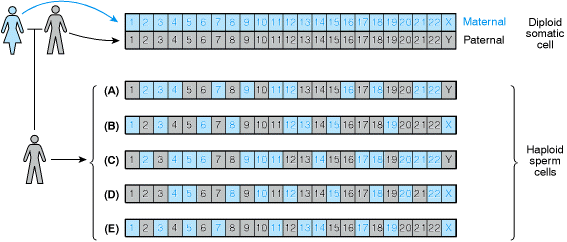 1 2 3 4 5 6 7 8 9 10 11 12 13 14 15 16 17 18 19 20 21 22 X Maternal
1 2 3 4 5 6 7 8 9 10 11 12 13 14 15 16 17 18 19 20 21 22 Y Paternal
Diploid
somatic
cell
(A) 1 2 3 4 5 6 7 8 9 10 11 12 13 14 15 16 17 18 19 20 21 22 Y
(B) 1 2 3 4 5 6 7 8 9 10 11 12 13 14 15 16 17 18 19 20 21 22 X
(C) 1 2 3 4 5 6 7 8 9 10 11 12 13 14 15 16 17 18 19 20 21 22 Y
(D) 1 2 3 4 5 6 7 8 9 10 11 12 13 14 15 16 17 18 19 20 21 22 X
(E) 1 2 3 4 5 6 7 8 9 10 11 12 13 14 15 16 17 18 19 20 21 22 X
Haploid
sperm
cells